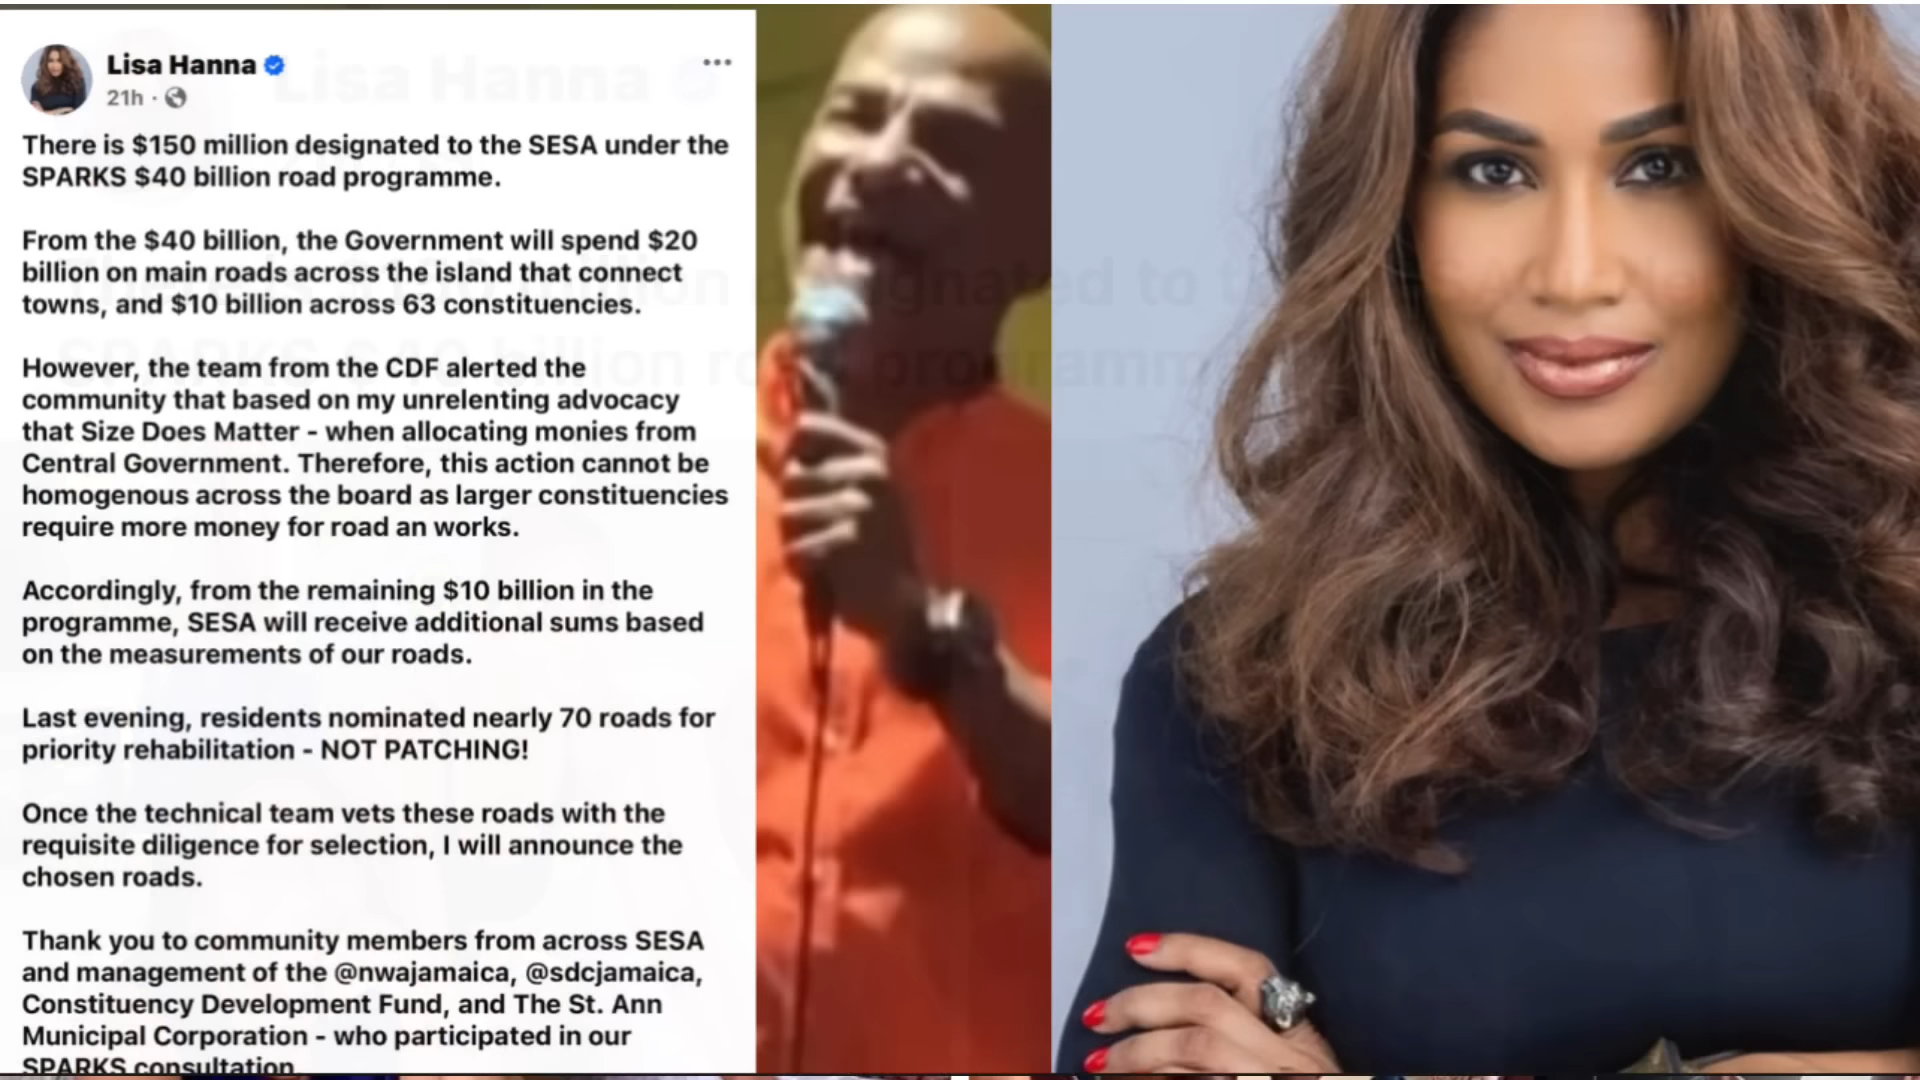 Lisa Hanna
21h ·
There is $150 million designated to the SESA under the
SPARKS $40 billion road programme.
From the $40 billion, the Government will spend $20
billion on main roads across the island that connect
towns, and $10 billion across 63 constituencies.
However, the team from the CDF alerted the
community that based on my unrelenting advocacy
that Size Does Matter - when allocating monies from
Central Government. Therefore, this action cannot be
homogenous across the board as larger constituencies
require more money for road an works.
Accordingly, from the remaining $10 billion in the
programme, SESA will receive additional sums based
on the measurements of our roads.
Last evening, residents nominated nearly 70 roads for
priority rehabilitation - NOT PATCHING!
Once the technical team vets these roads with the
requisite diligence for selection, I will announce the
chosen roads.
Thank you to community members from across SESA
and management of the @nwajamaica, @sdcjamaica,
Constituency Development Fund, and The St. Ann
Municipal Corporation - who participated in our
SPARKS consultation